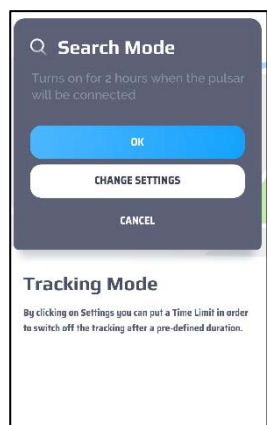 Search Mode
Turns on for 2 hours when the pulsar
will be connected
OK
CHANGE SETTINGS
CANCEL
Tracking Mode
By clicking on Settings you can put a Time Limit in order
to switch off the tracking after a pre-defined duration.